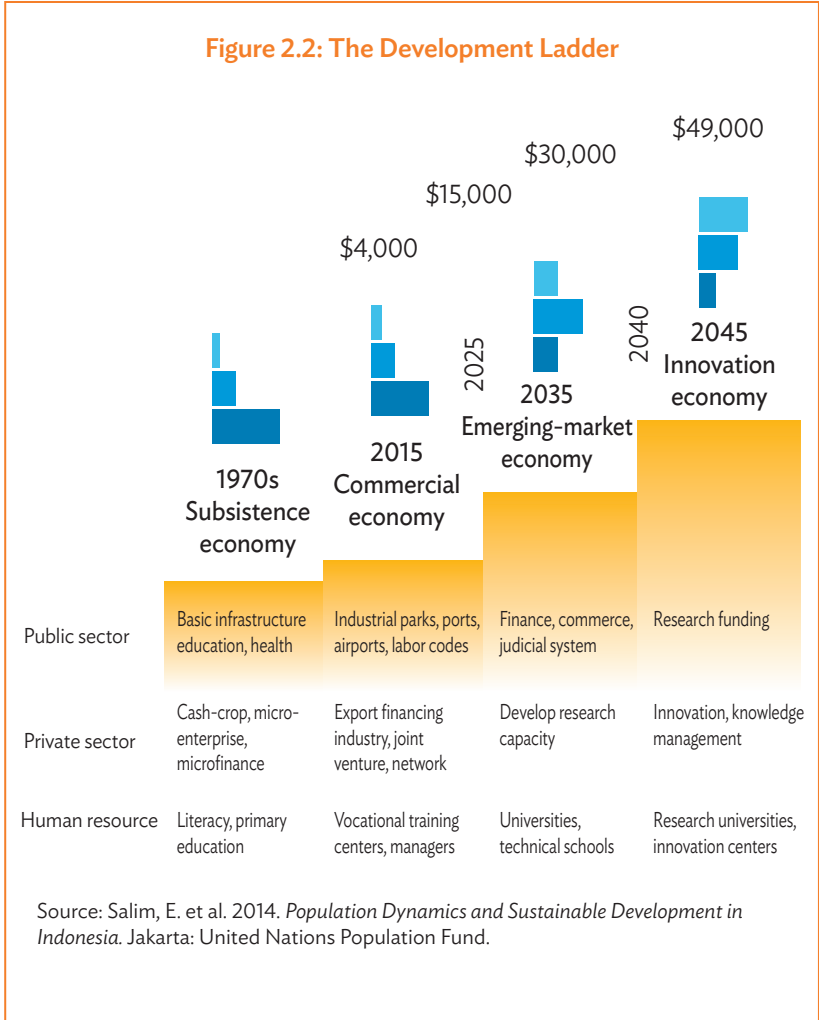 Figure 2.2: The Development Ladder
$49,000
$30,000
$15,000
$4,000
2025
2040
1970s
Subsistence
economy
2015
Commercial
economy
2035
Emerging-market
economy
2045
Innovation
economy
Public sector
Basic infrastructure
education, health
Industrial parks, ports,
airports, labor codes
Finance, commerce,
judicial system
Research funding
Private sector
Cash-crop, micro-
enterprise,
microfinance
Export financing
industry, joint
venture, network
Develop research
capacity
Innovation, knowledge
management
Human resource
Literacy, primary
education
Vocational training
centers, managers
Universities,
technical schools
Research universities,
innovation centers
Source: Salim, E. et al. 2014. Population Dynamics and Sustainable Development in
Indonesia. Jakarta: United Nations Population Fund.